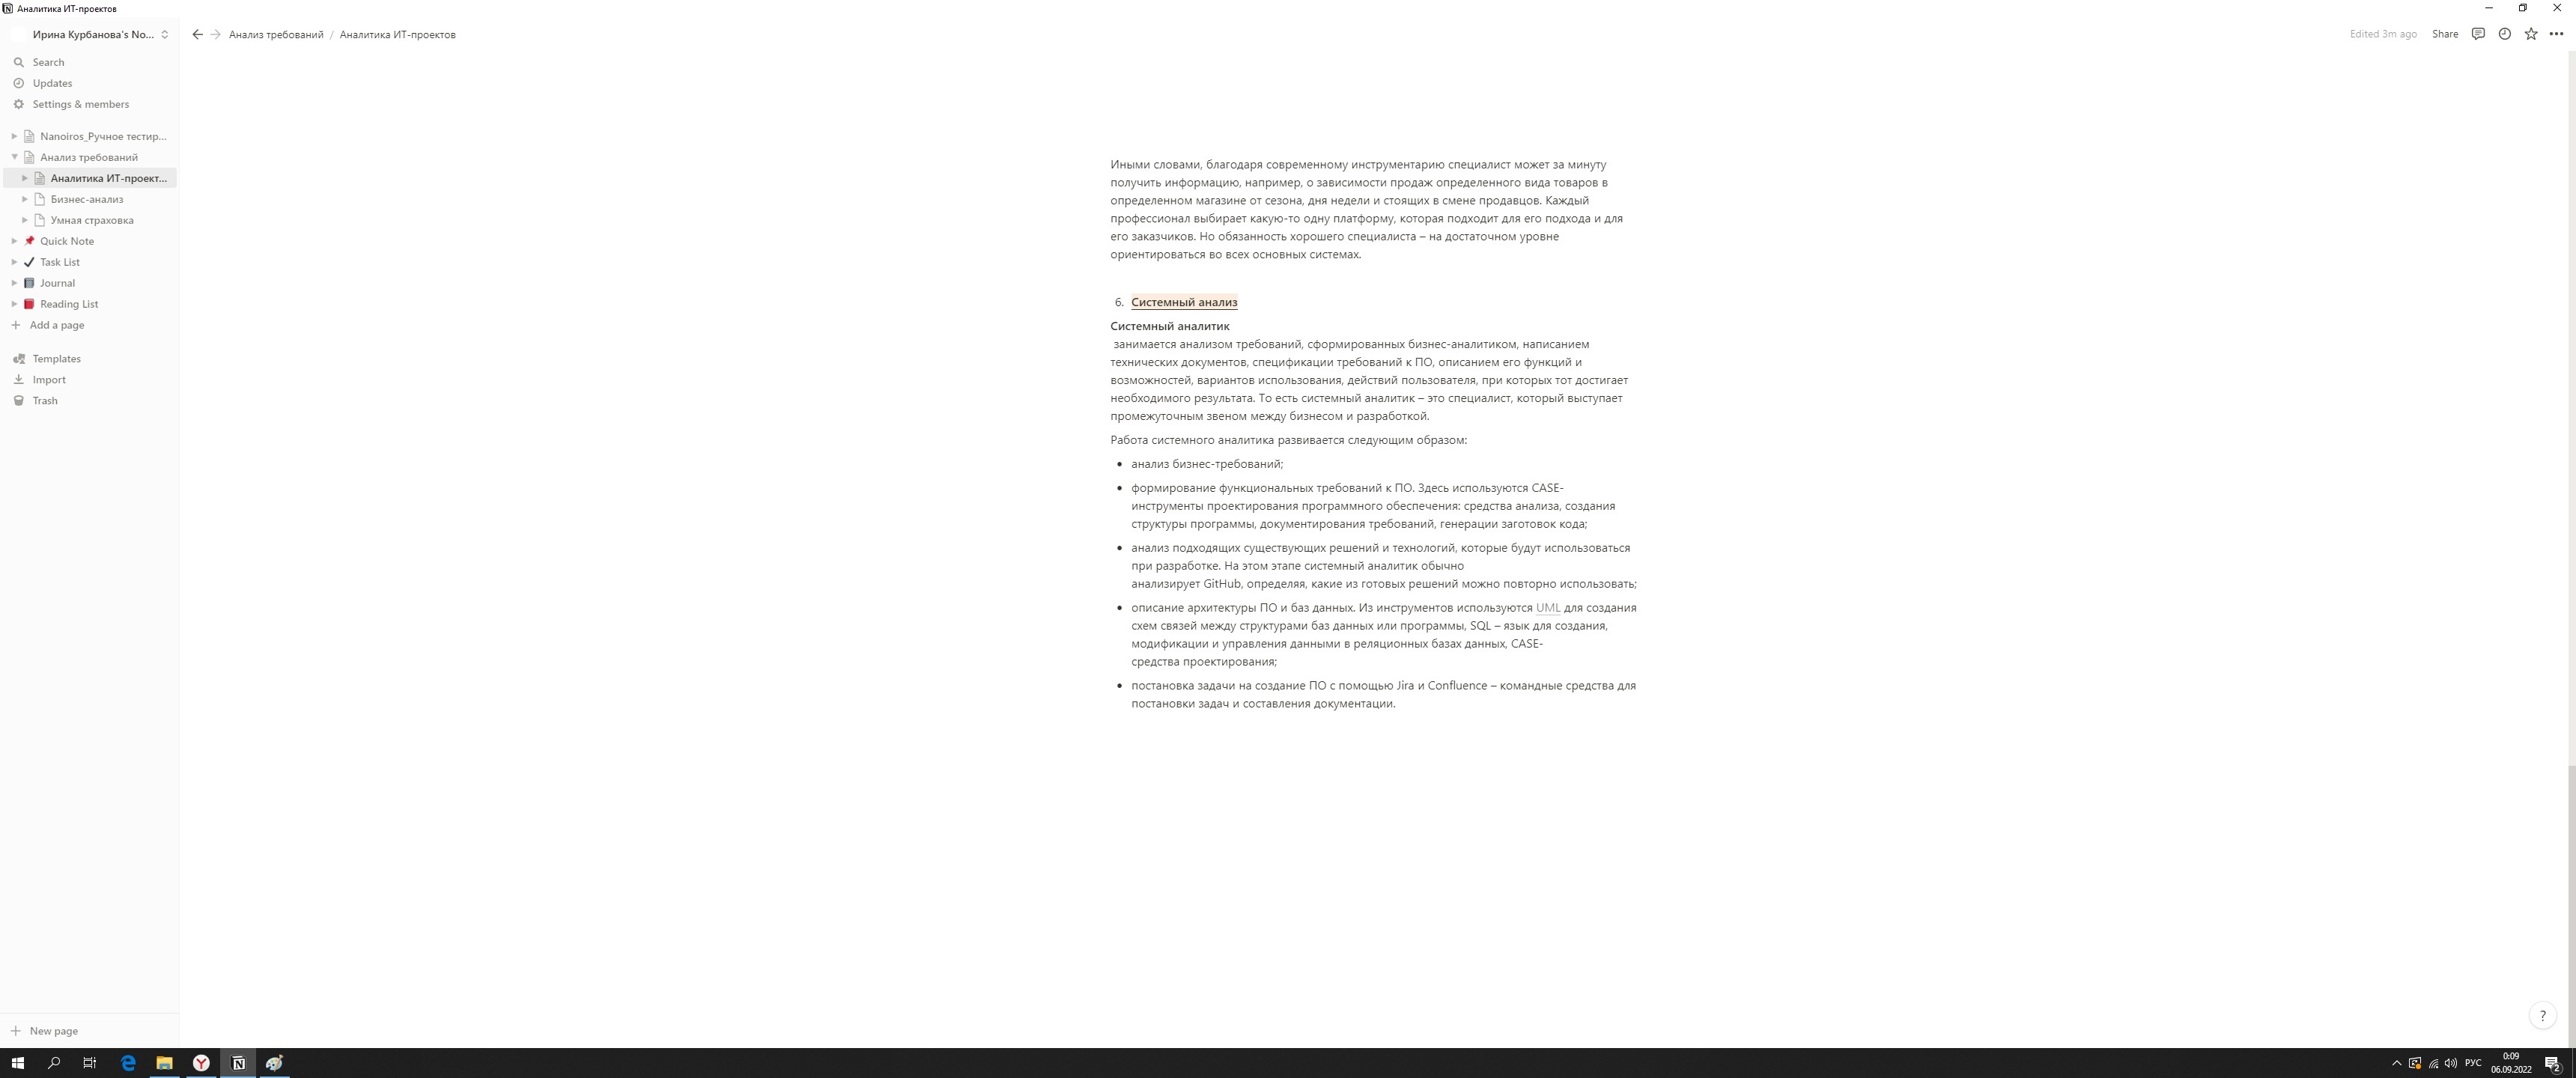 Аналитика ИТ-проектов
Ирина Курбанова's No...
Search
Updates
Settings & members
Nanoiros_Ручное тестир...
Анализ требований
Аналитика ИТ-проект...
Бизнес-анализ
Умная страховка
Quick Note
Task List
Journal
Reading List
Add a page
Templates
Import
Trash
New page
Анализ требований / Аналитика ИТ-проектов
Edited 3m ago Share
Иными словами, благодаря современному инструментарию специалист может за минуту
получить информацию, например, о зависимости продаж определенного вида товаров в
определенном магазине от сезона, дня недели и стоящих в смене продавцов. Каждый
профессионал выбирает какую-то одну платформу, которая подходит для его подхода и для
его заказчиков. Но обязанность хорошего специалиста – на достаточном уровне
ориентироваться во всех основных системах.
6. Системный анализ
Системный аналитик
занимается анализом требований, сформированных бизнес-аналитиком, написанием
технических документов, спецификации требований к ПО, описанием его функций и
возможностей, вариантов использования, действий пользователя, при которых тот достигает
необходимого результата. То есть системный аналитик – это специалист, который выступает
промежуточным звеном между бизнесом и разработкой.
Работа системного аналитика развивается следующим образом:
• анализ бизнес-требований;
• формирование функциональных требований к ПО. Здесь используются CASE-
инструменты проектирования программного обеспечения: средства анализа, создания
структуры программы, документирования требований, генерации заготовок кода;
• анализ подходящих существующих решений и технологий, которые будут использоваться
при разработке. На этом этапе системный аналитик обычно
анализирует GitHub, определяя, какие из готовых решений можно повторно использовать;
• описание архитектуры ПО и баз данных. Из инструментов используются UML для создания
схем связей между структурами баз данных или программы, SQL – язык для создания,
модификации и управления данными в реляционных базах данных, CASE-
средства проектирования;
• постановка задачи на создание ПО с помощью Jira и Confluence – командные средства для
постановки задач и составления документации.
?
РУС
0:09
06.09.2022
2